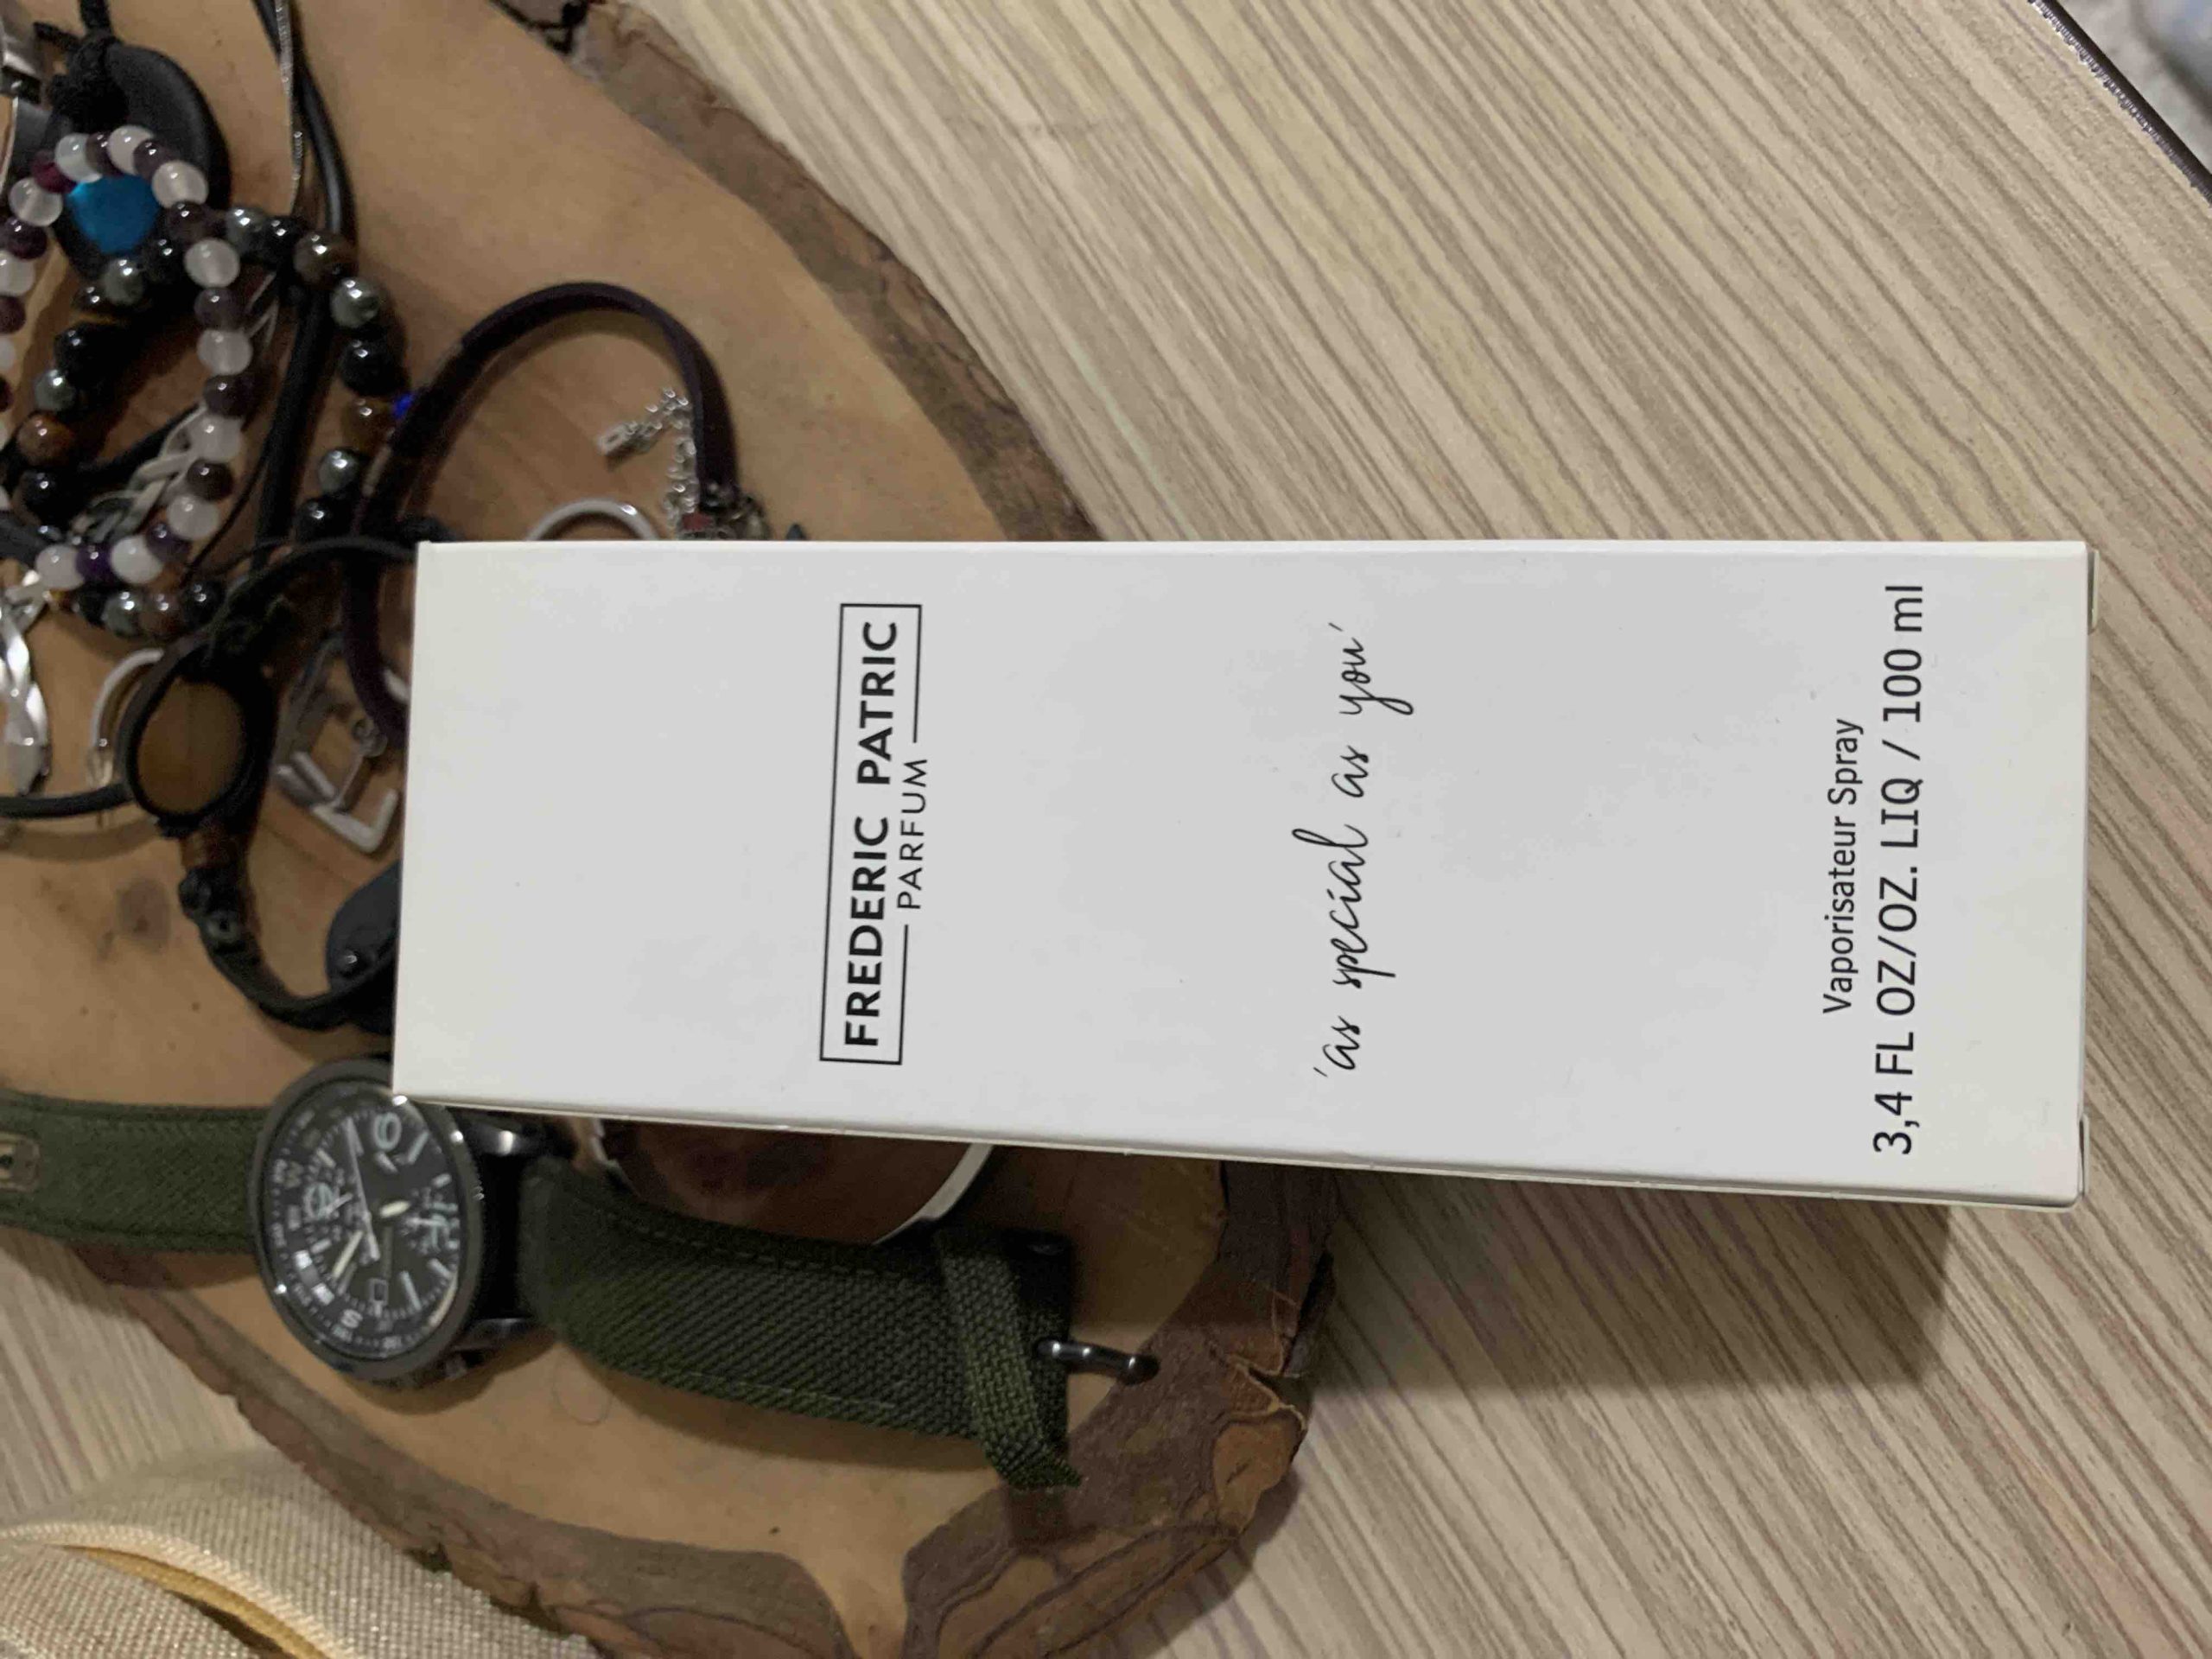 FREDERIC PATRIC
PARFUM
'as special as you'
Vaporisateur Spray
3,4 FL OZ/OZ. LIQ / 100 ml